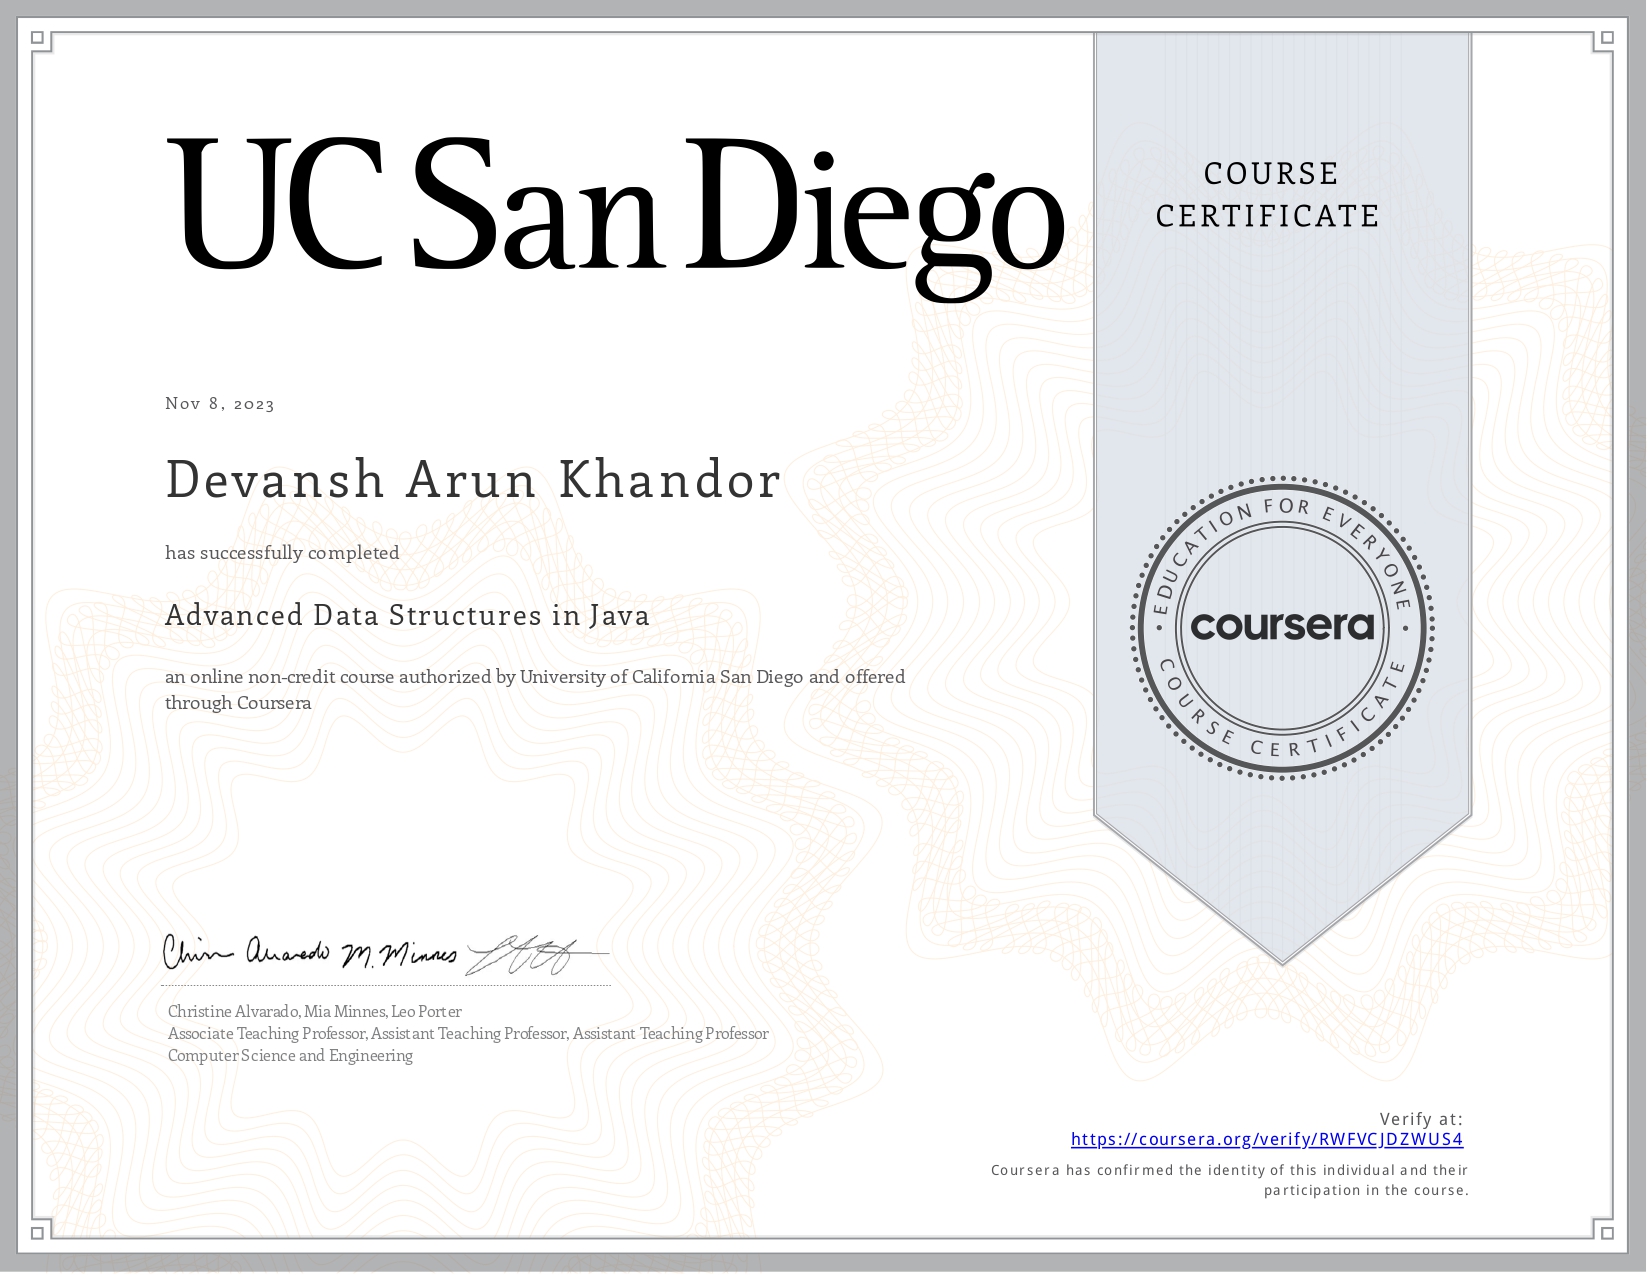 UC San Diego
COURSE
CERTIFICATE
Nov 8, 2023
Devansh Arun Khandor
has successfully completed
Advanced Data Structures in Java
an online non-credit course authorized by University of California San Diego and offered
through Coursera
EDUCATION FOR EVERYONE
coursera
COURSE CERTIFICATE
Christine Alvarado, Mia Minnes, Leo Porter
Associate Teaching Professor, Assistant Teaching Professor, Assistant Teaching Professor
Computer Science and Engineering
Verify at:
https://coursera.org/verify/RWFVCJDZWUS4
Coursera has confirmed the identity of this individual and their
participation in the course.